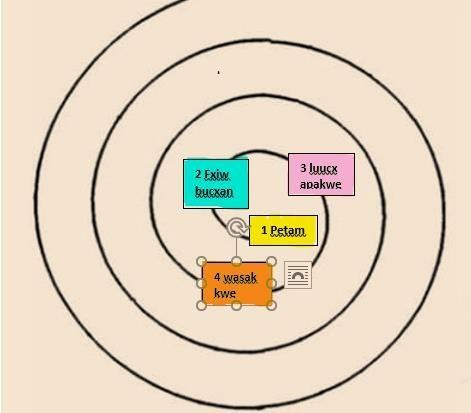 1 Petam
2 Fxiw
bucxan
3 luucx
apakwe
4 wasak
kwe